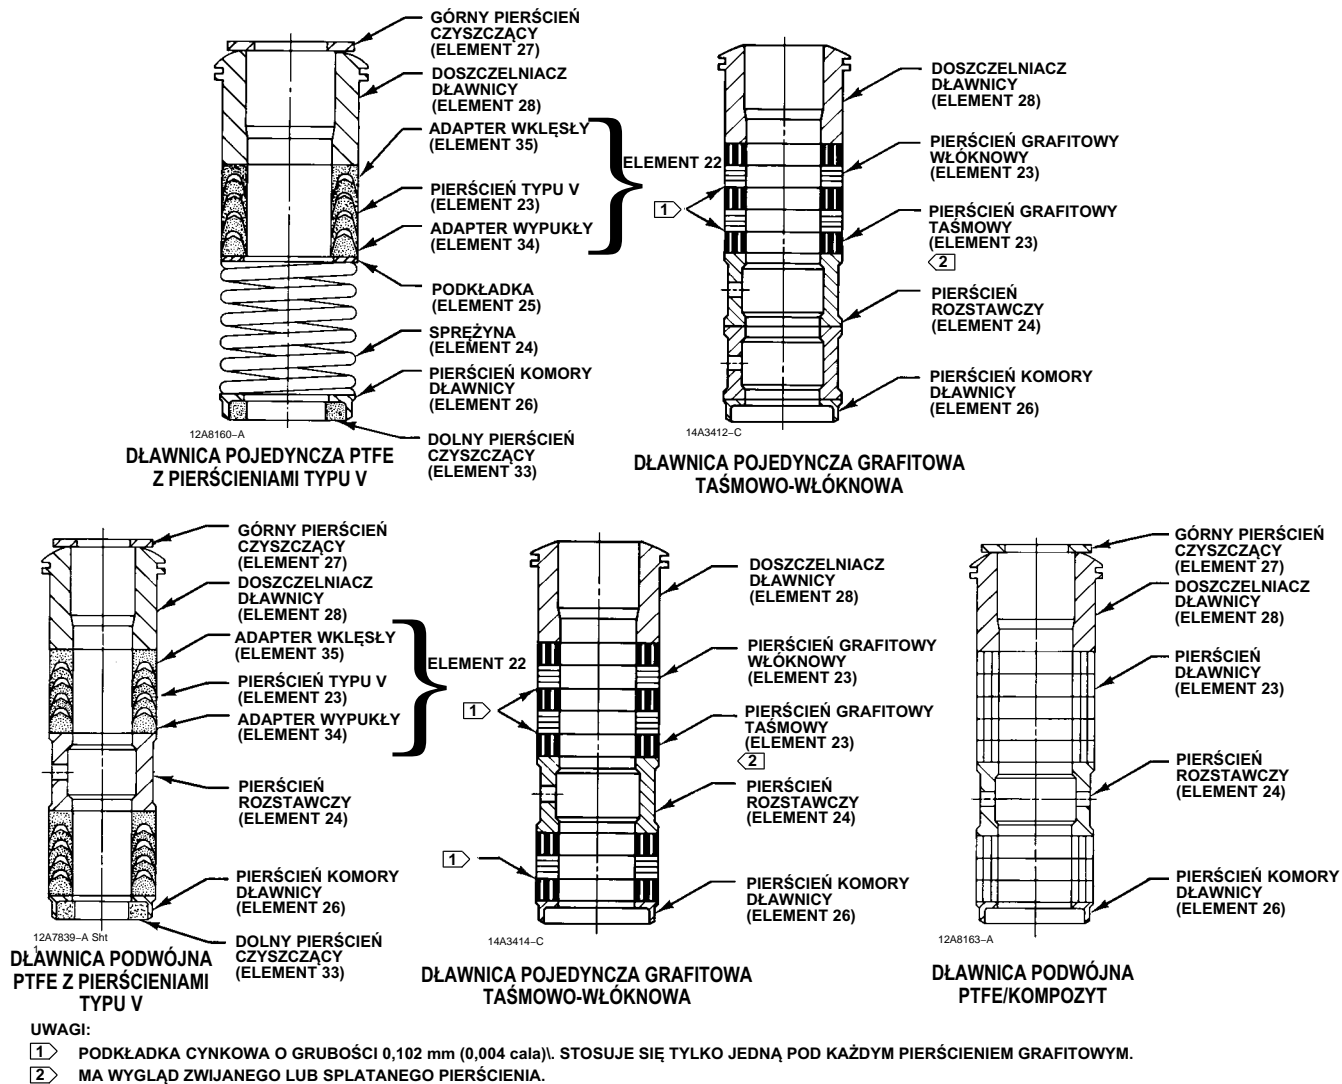 GÓRNY PIERŚCIEŃ
CZYSZCZĄCY
(ELEMENT 27)
DOSZCZELNIACZ
DŁAWNICY
(ELEMENT 28)
ADAPTER WKLĘSŁY
(ELEMENT 35)
PIERŚCIEŃ TYPU V
(ELEMENT 23)
ADAPTER WYPUKŁY
(ELEMENT 34)
PODKŁADKA
(ELEMENT 25)
SPRĘŻYNA
(ELEMENT 24)
PIERŚCIEŃ KOMORY
DŁAWNICY
(ELEMENT 26)
DOLNY PIERŚCIEŃ
CZYSZCZĄCY
(ELEMENT 33)
ELEMENT 22
12A8160-A
DŁAWNICA POJEDYNCZA PTFE
Z PIERŚCIENIAMI TYPU V
DOSZCZELNIACZ
DŁAWNICY
(ELEMENT 28)
PIERŚCIEŃ GRAFITOWY
WŁÓKNOWY
(ELEMENT 23)
1
PIERŚCIEŃ GRAFITOWY
TAŚMOWY
(ELEMENT 23)
2
PIERŚCIEŃ
ROZSTAWCZY
(ELEMENT 24)
PIERŚCIEŃ KOMORY
DŁAWNICY
(ELEMENT 26)
14A3412-C
DŁAWNICA POJEDYNCZA GRAFITOWA
TAŚMOWO-WŁÓKNOWA
GÓRNY PIERŚCIEŃ
CZYSZCZĄCY
(ELEMENT 27)
DOSZCZELNIACZ
DŁAWNICY
(ELEMENT 28)
ADAPTER WKLĘSŁY
(ELEMENT 35)
PIERŚCIEŃ TYPU V
(ELEMENT 23)
ADAPTER WYPUKŁY
(ELEMENT 34)
PIERŚCIEŃ
ROZSTAWCZY
(ELEMENT 24)
PIERŚCIEŃ KOMORY
DŁAWNICY
(ELEMENT 26)
DOLNY PIERŚCIEŃ
CZYSZCZĄCY
(ELEMENT 33)
ELEMENT 22
12A7839-A Sht
1
DŁAWNICA PODWÓJNA
PTFE Z PIERŚCIENIAMI
TYPU V
DOSZCZELNIACZ
DŁAWNICY
(ELEMENT 28)
PIERŚCIEŃ GRAFITOWY
WŁÓKNOWY
(ELEMENT 23)
1
PIERŚCIEŃ GRAFITOWY
TAŚMOWY
(ELEMENT 23)
2
PIERŚCIEŃ
ROZSTAWCZY
(ELEMENT 24)
1
PIERŚCIEŃ KOMORY
DŁAWNICY
(ELEMENT 26)
14A3414-C
DŁAWNICA POJEDYNCZA GRAFITOWA
TAŚMOWO-WŁÓKNOWA
GÓRNY PIERŚCIEŃ
CZYSZCZĄCY
(ELEMENT 27)
DOSZCZELNIACZ
DŁAWNICY
(ELEMENT 28)
PIERŚCIEŃ
DŁAWNICY
(ELEMENT 23)
PIERŚCIEŃ
ROZSTAWCZY
(ELEMENT 24)
PIERŚCIEŃ KOMORY
DŁAWNICY
(ELEMENT 26)
12A8163-A
DŁAWNICA PODWÓJNA
PTFE/KOMPOZYT
UWAGI:
1 PODKŁADKA CYNKOWA O GRUBOŚCI 0,102 mm (0,004 cala)\. STOSUJE SIĘ TYLKO JEDNĄ POD KAŻDYM PIERŚCIENIEM GRAFITOWYM.
2 MA WYGLĄD ZWIJANEGO LUB SPLATANEGO PIERŚCIENIA.